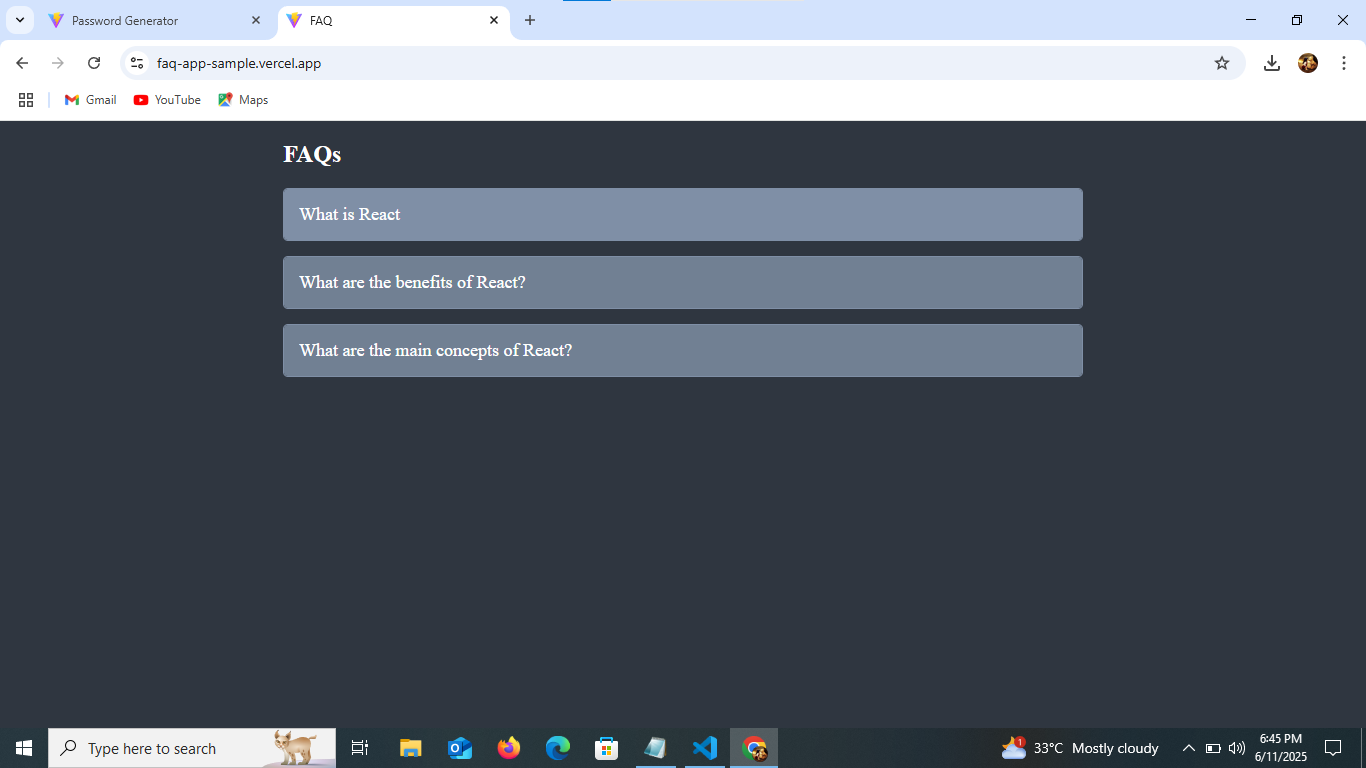 Password Generator
FAQ
faq-app-sample.vercel.app
Gmail
YouTube
Maps
FAQs
What is React
What are the benefits of React?
What are the main concepts of React?
Type here to search
1
33°C Mostly cloudy
6:45 PM
6/11/2025